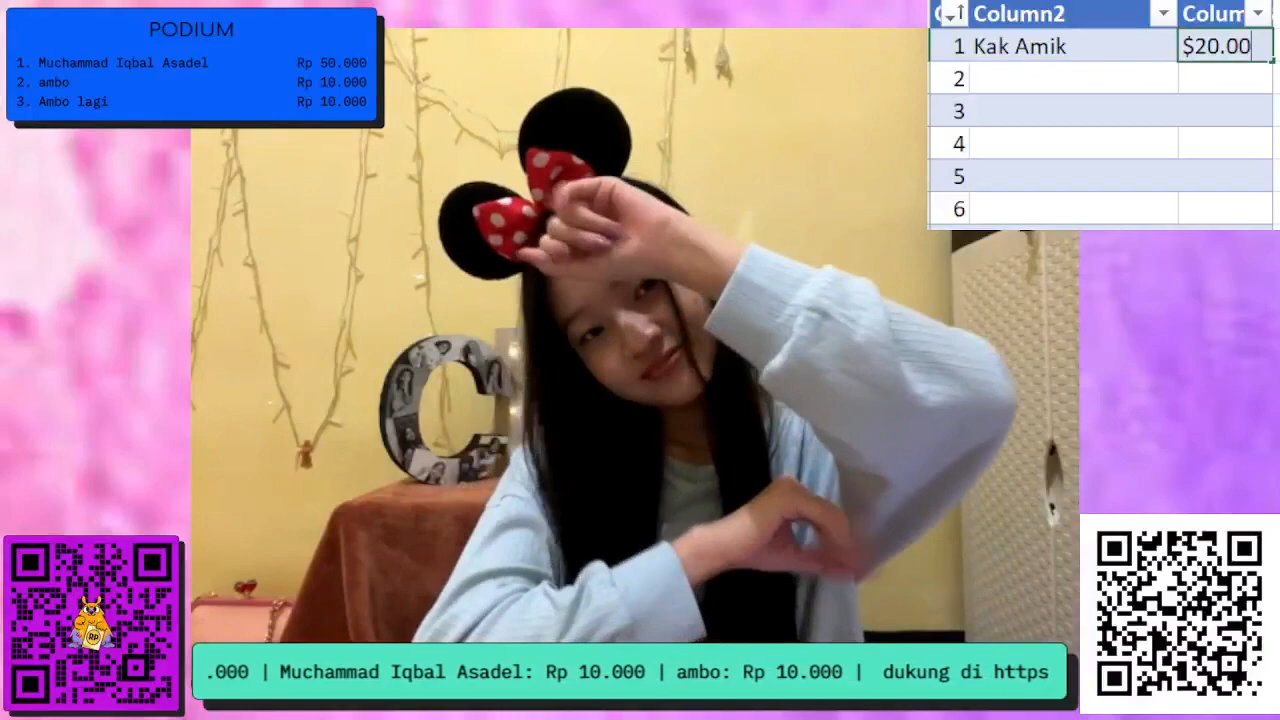 PODIUM
1. Muchammad Iqbal Asadel Rp 50.000
2. ambo Rp 10.000
3. Ambo lagi Rp 10.000
Column2 Colum
1 Kak Amik $20.00
2
3
4
5
6
C
RP
.000 | Muchammad Iqbal Asadel: Rp 10.000 | ambo: Rp 10.000 | dukung di https